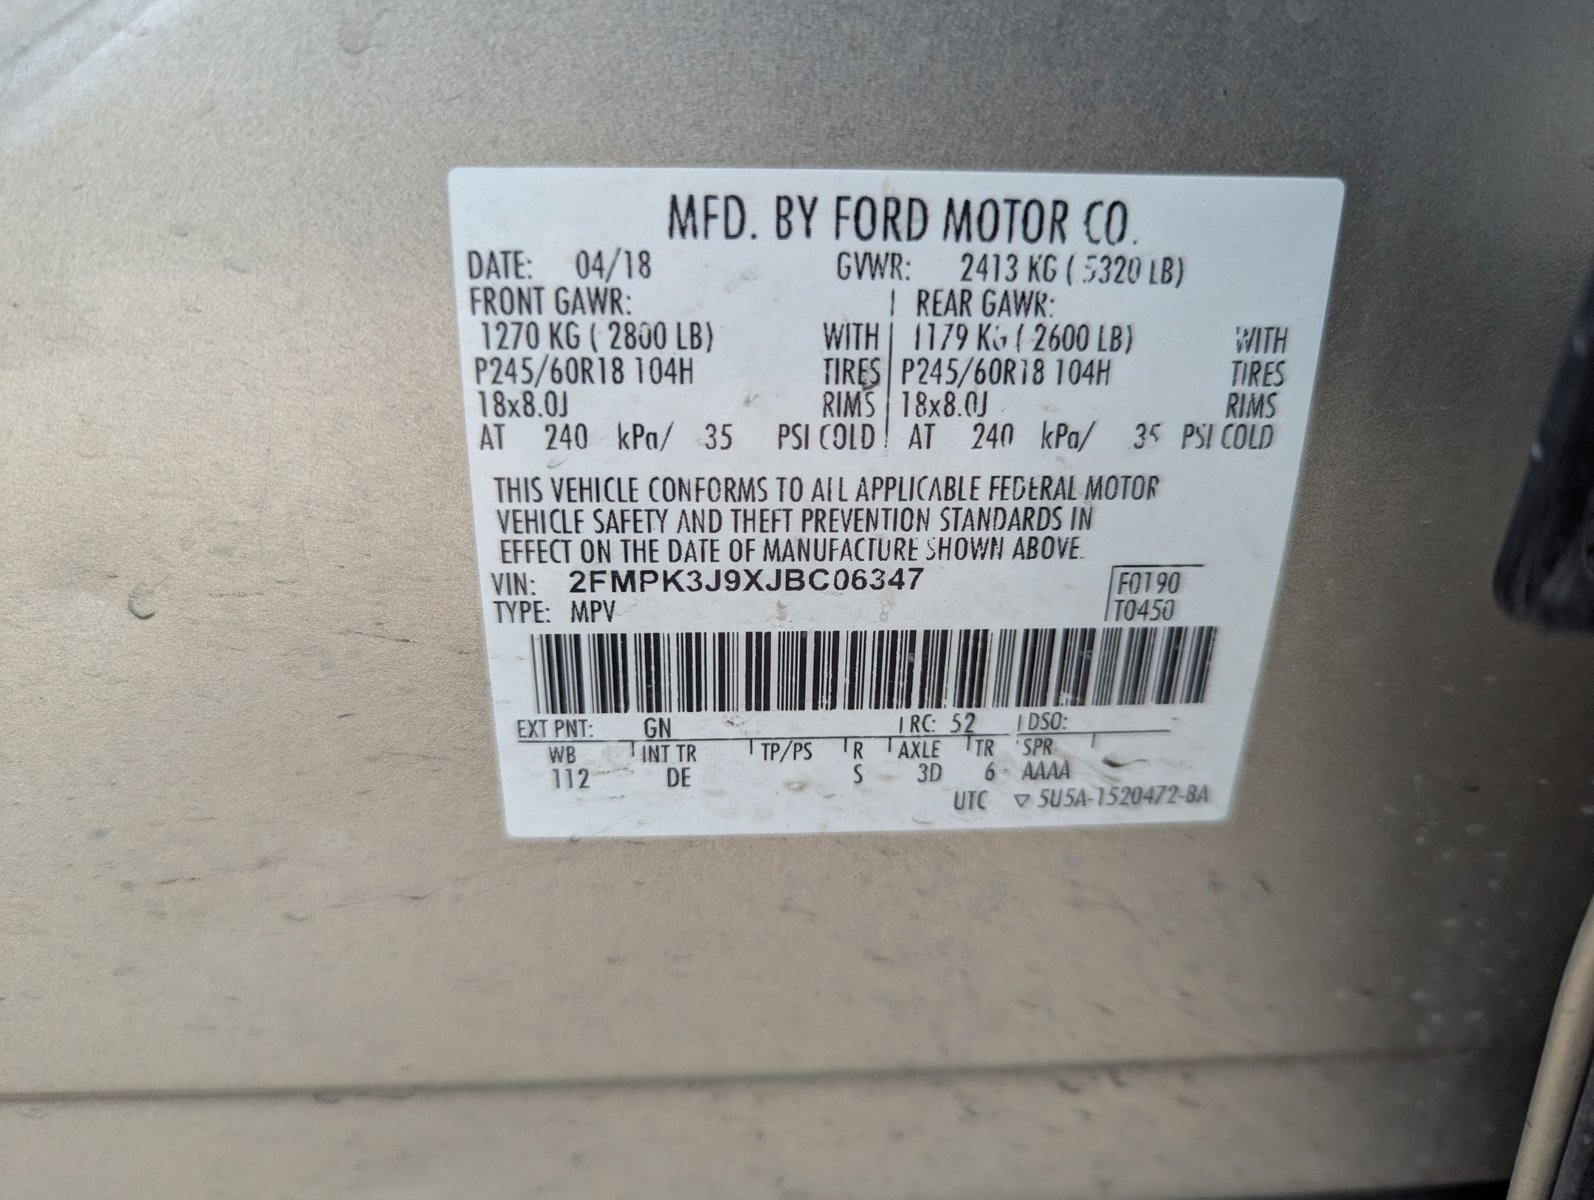 MFD. BY FORD MOTOR CO.
DATE: 04/18 GVWR: 2413 KG ( 5320 LB)
FRONT GAWR: REAR GAWR:
1270 KG ( 2800 LB) WITH 1179 KG ( 2600 LB) WITH
P245/60R18 104H TIRES P245/60R18 104H TIRES
18x8.0J RIMS 18x8.0J RIMS
AT 240 kPa/ 35 PSI COLD AT 240 kPa/ 35 PSI COLD
THIS VEHICLE CONFORMS TO ALL APPLICABLE FEDERAL MOTOR
VEHICLE SAFETY AND THEFT PREVENTION STANDARDS IN
EFFECT ON THE DATE OF MANUFACTURE SHOWN ABOVE.
VIN: 2FMPK3J9XJBC06347 F0190
TYPE: MPV T0450
EXT PNT: GN RC: 52 DSO:
WB INT TR TP/PS R AXLE TR SPR
112 DE S 3D 6 AAAA
UTC ▽ 5U5A-1520472-BA